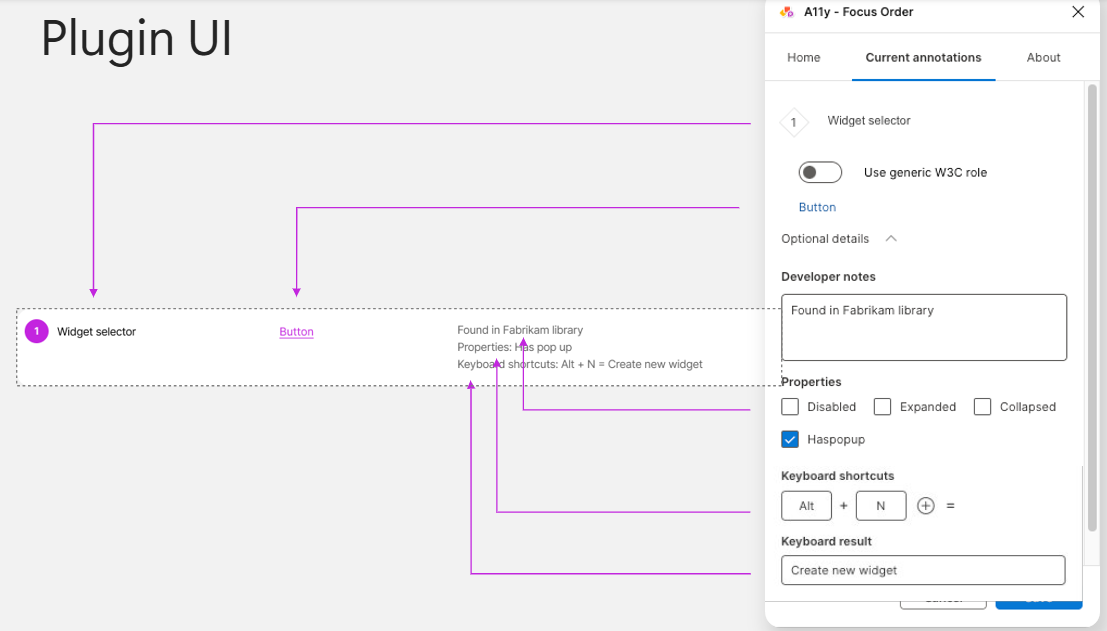 Plugin UI
A11y - Focus Order
Home
Current annotations
About
1
Widget selector
Use generic W3C role
Button
Optional details
Developer notes
Found in Fabrikam library
1
Widget selector
Button
Found in Fabrikam library
Properties: Has pop up
Keyboard shortcuts: Alt + N = Create new widget
Properties
Disabled
Expanded
Collapsed
Haspopup
Keyboard shortcuts
Alt + N + =
Keyboard result
Create new widget